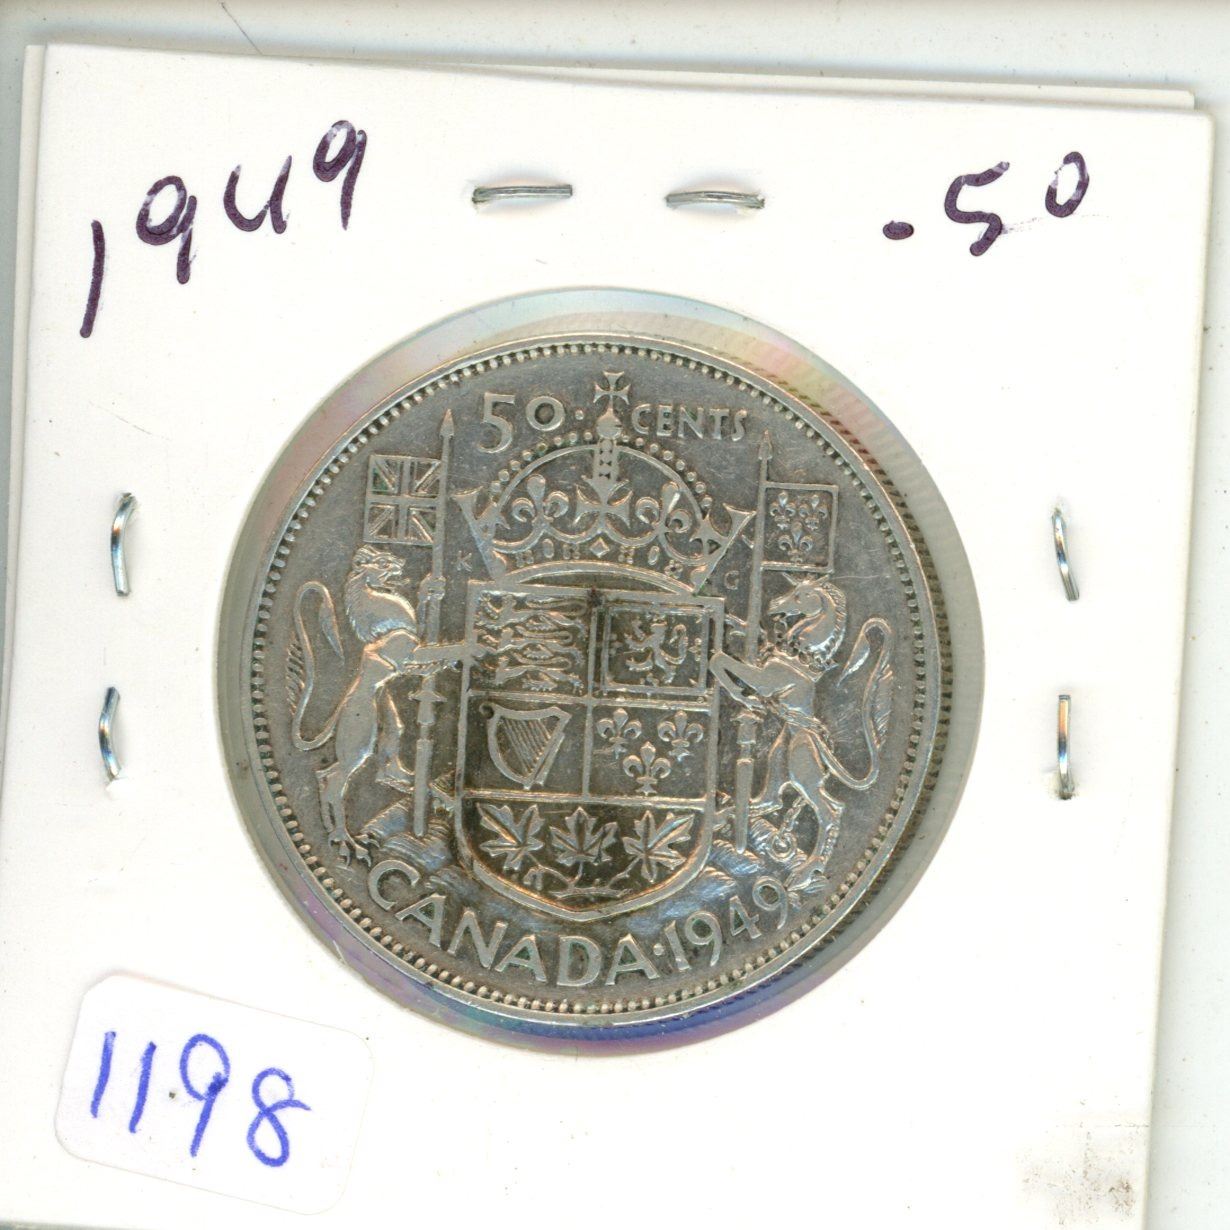 1949 .50
50 · CENTS
K G
CANADA · 1949
1198